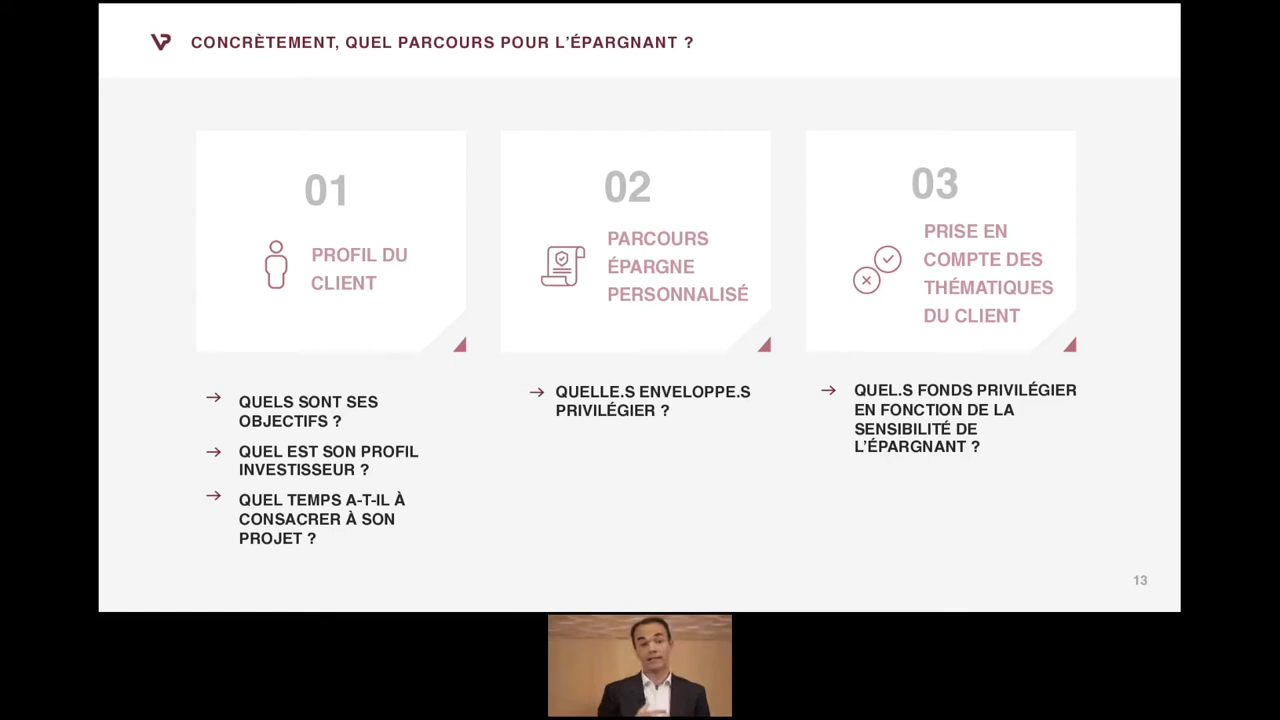 CONCRÈTEMENT, QUEL PARCOURS POUR L’ÉPARGNANT ?
01
PROFIL DU
CLIENT
QUELS SONT SES
OBJECTIFS ?
QUEL EST SON PROFIL
INVESTISSEUR ?
QUEL TEMPS A-T-IL À
CONSACRER À SON
PROJET ?
02
PARCOURS
ÉPARGNE
PERSONNALISÉ
QUELLE.S ENVELOPPE.S
PRIVILÉGIER ?
03
PRISE EN
COMPTE DES
THÉMATIQUES
DU CLIENT
QUEL.S FONDS PRIVILÉGIER
EN FONCTION DE LA
SENSIBILITÉ DE
L’ÉPARGNANT ?
13